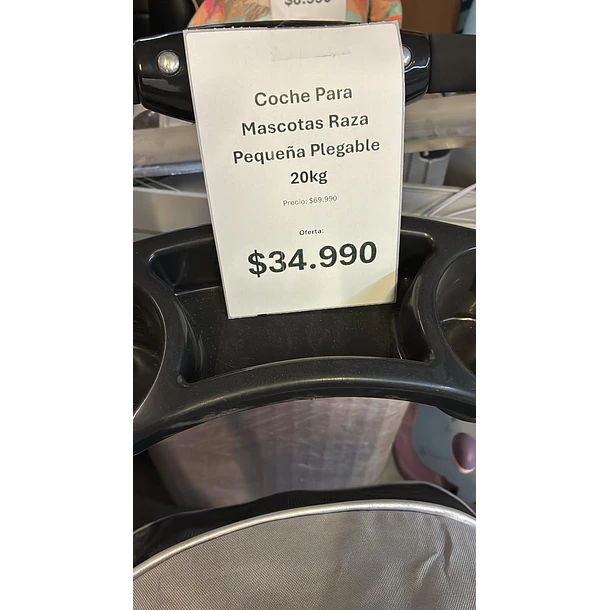 Coche Para
Mascotas Raza
Pequeña Plegable
20kg
Precio: $69.990
Oferta:
$34.990